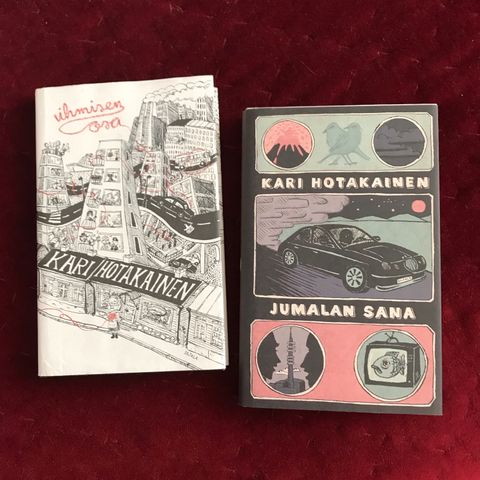 ihmisen
osa
KARI HOTAKAINEN
KARI HOTAKAINEN
JUMALAN SANA